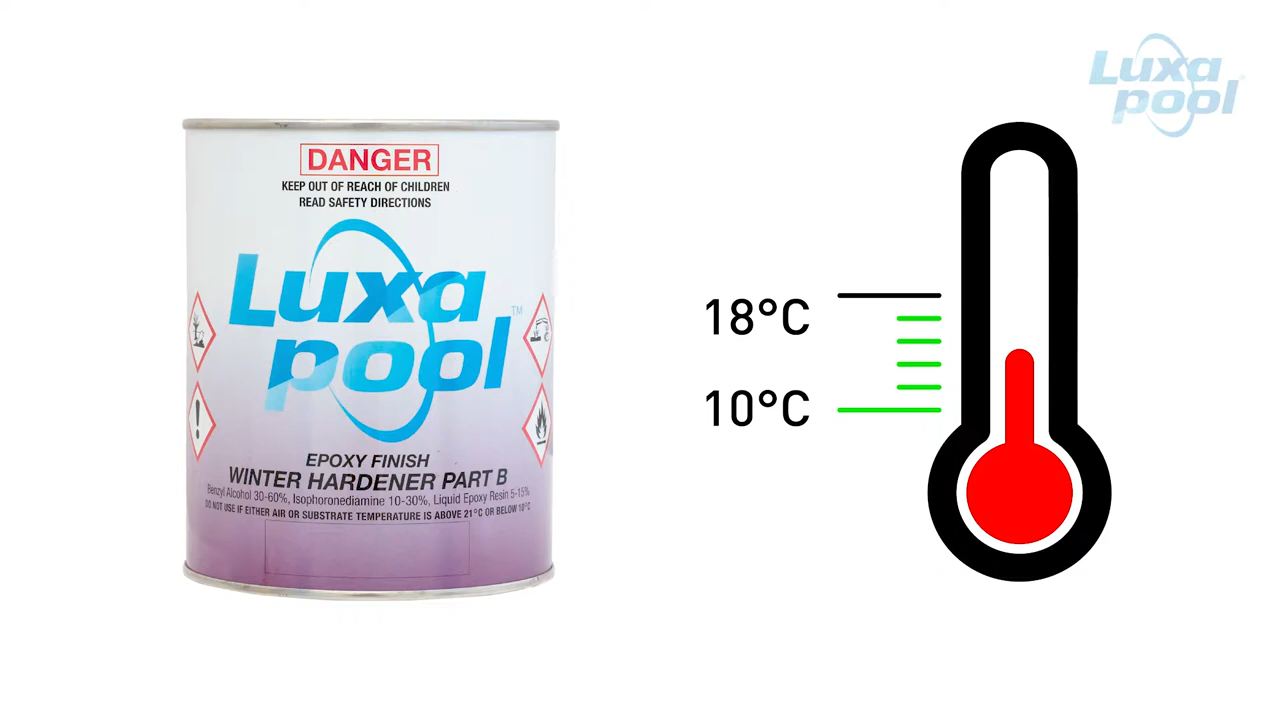 DANGER
KEEP OUT OF REACH OF CHILDREN
READ SAFETY DIRECTIONS
Luxa
pool
TM
EPOXY FINISH
WINTER HARDENER PART B
Benzyl Alcohol 30-60%, Isophoronediamine 10-30%, Liquid Epoxy Resin 5-15%
DO NOT USE IF EITHER AIR OR SUBSTRATE TEMPERATURE IS ABOVE 21°C OR BELOW 10°C
18°C
10°C
Luxa
pool